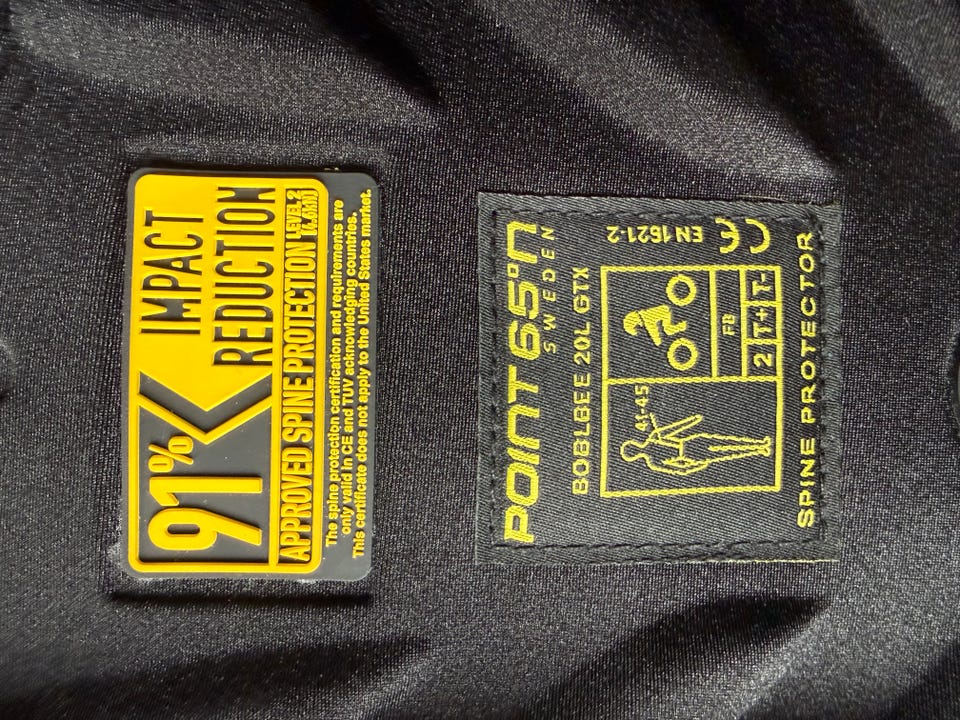 91% IMPACT
REDUCTION
APPROVED SPINE PROTECTION LEVEL 2
The spine protection certification and requirements are
only valid in CE and TUV acknowledging countries.
This certificate does not apply to the United States market.
POINT 65°N
SWEDEN
BOBLBEE 20L GTX
41-45
FB
2 T+ T-
EN 1621-2
CE
SPINE PROTECTOR